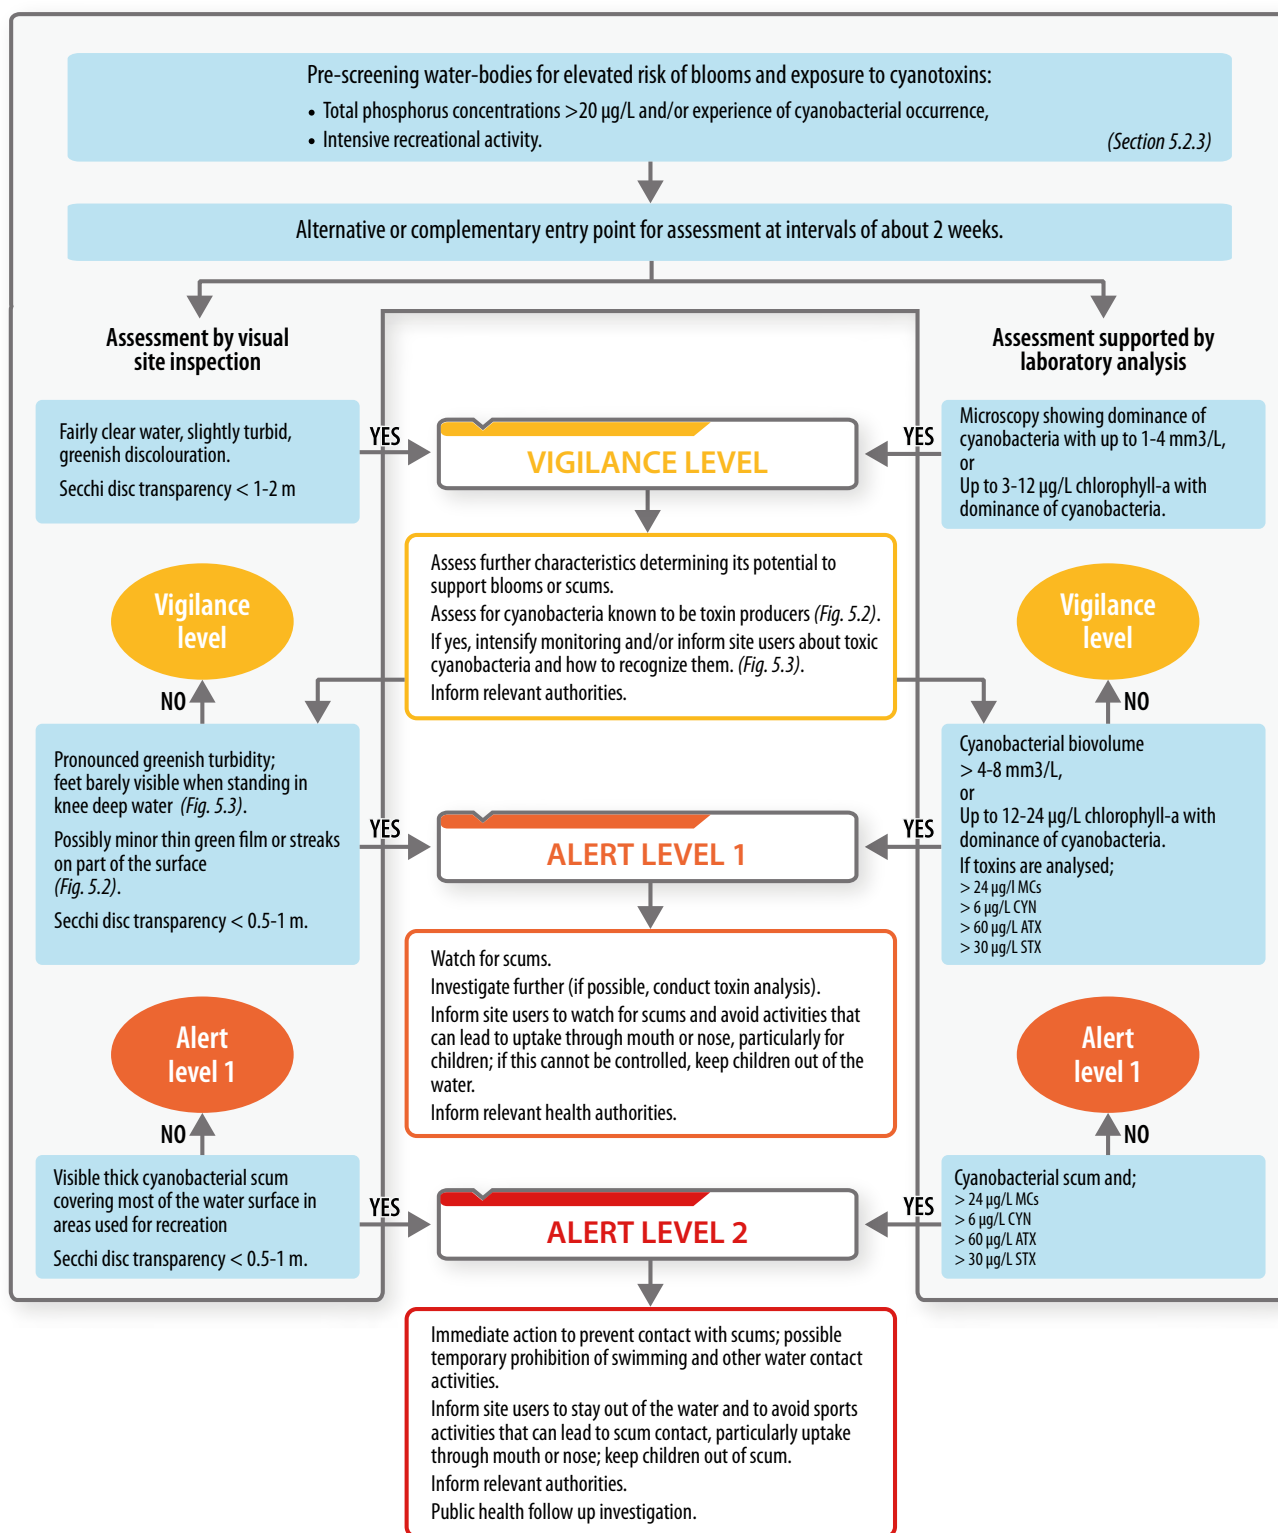 Pre-screening water-bodies for elevated risk of blooms and exposure to cyanotoxins:
• Total phosphorus concentrations >20 µg/L and/or experience of cyanobacterial occurrence,
• Intensive recreational activity.
(Section 5.2.3)
Alternative or complementary entry point for assessment at intervals of about 2 weeks.
Assessment by visual
site inspection
Assessment supported by
laboratory analysis
Fairly clear water, slightly turbid,
greenish discolouration.
Secchi disc transparency < 1-2 m
YES
VIGILANCE LEVEL
YES
Microscopy showing dominance of
cyanobacteria with up to 1-4 mm3/L,
or
Up to 3-12 µg/L chlorophyll-a with
dominance of cyanobacteria.
Assess further characteristics determining its potential to
support blooms or scums.
Assess for cyanobacteria known to be toxin producers (Fig. 5.2).
If yes, intensify monitoring and/or inform site users about toxic
cyanobacteria and how to recognize them. (Fig. 5.3).
Inform relevant authorities.
Vigilance
level
NO
Vigilance
level
NO
Pronounced greenish turbidity;
feet barely visible when standing in
knee deep water (Fig. 5.3).
Possibly minor thin green film or streaks
on part of the surface
(Fig. 5.2).
Secchi disc transparency < 0.5-1 m.
YES
ALERT LEVEL 1
YES
Cyanobacterial biovolume
> 4-8 mm3/L,
or
Up to 12-24 µg/L chlorophyll-a with
dominance of cyanobacteria.
If toxins are analysed;
> 24 µg/l MCs
> 6 µg/L CYN
> 60 µg/L ATX
> 30 µg/L STX
Watch for scums.
Investigate further (if possible, conduct toxin analysis).
Inform site users to watch for scums and avoid activities that
can lead to uptake through mouth or nose, particularly for
children; if this cannot be controlled, keep children out of the
water.
Inform relevant health authorities.
Alert
level 1
NO
Alert
level 1
NO
Visible thick cyanobacterial scum
covering most of the water surface in
areas used for recreation
Secchi disc transparency < 0.5-1 m.
YES
ALERT LEVEL 2
YES
Cyanobacterial scum and;
> 24 µg/L MCs
> 6 µg/L CYN
> 60 µg/L ATX
> 30 µg/L STX
Immediate action to prevent contact with scums; possible
temporary prohibition of swimming and other water contact
activities.
Inform site users to stay out of the water and to avoid sports
activities that can lead to scum contact, particularly uptake
through mouth or nose; keep children out of scum.
Inform relevant authorities.
Public health follow up investigation.